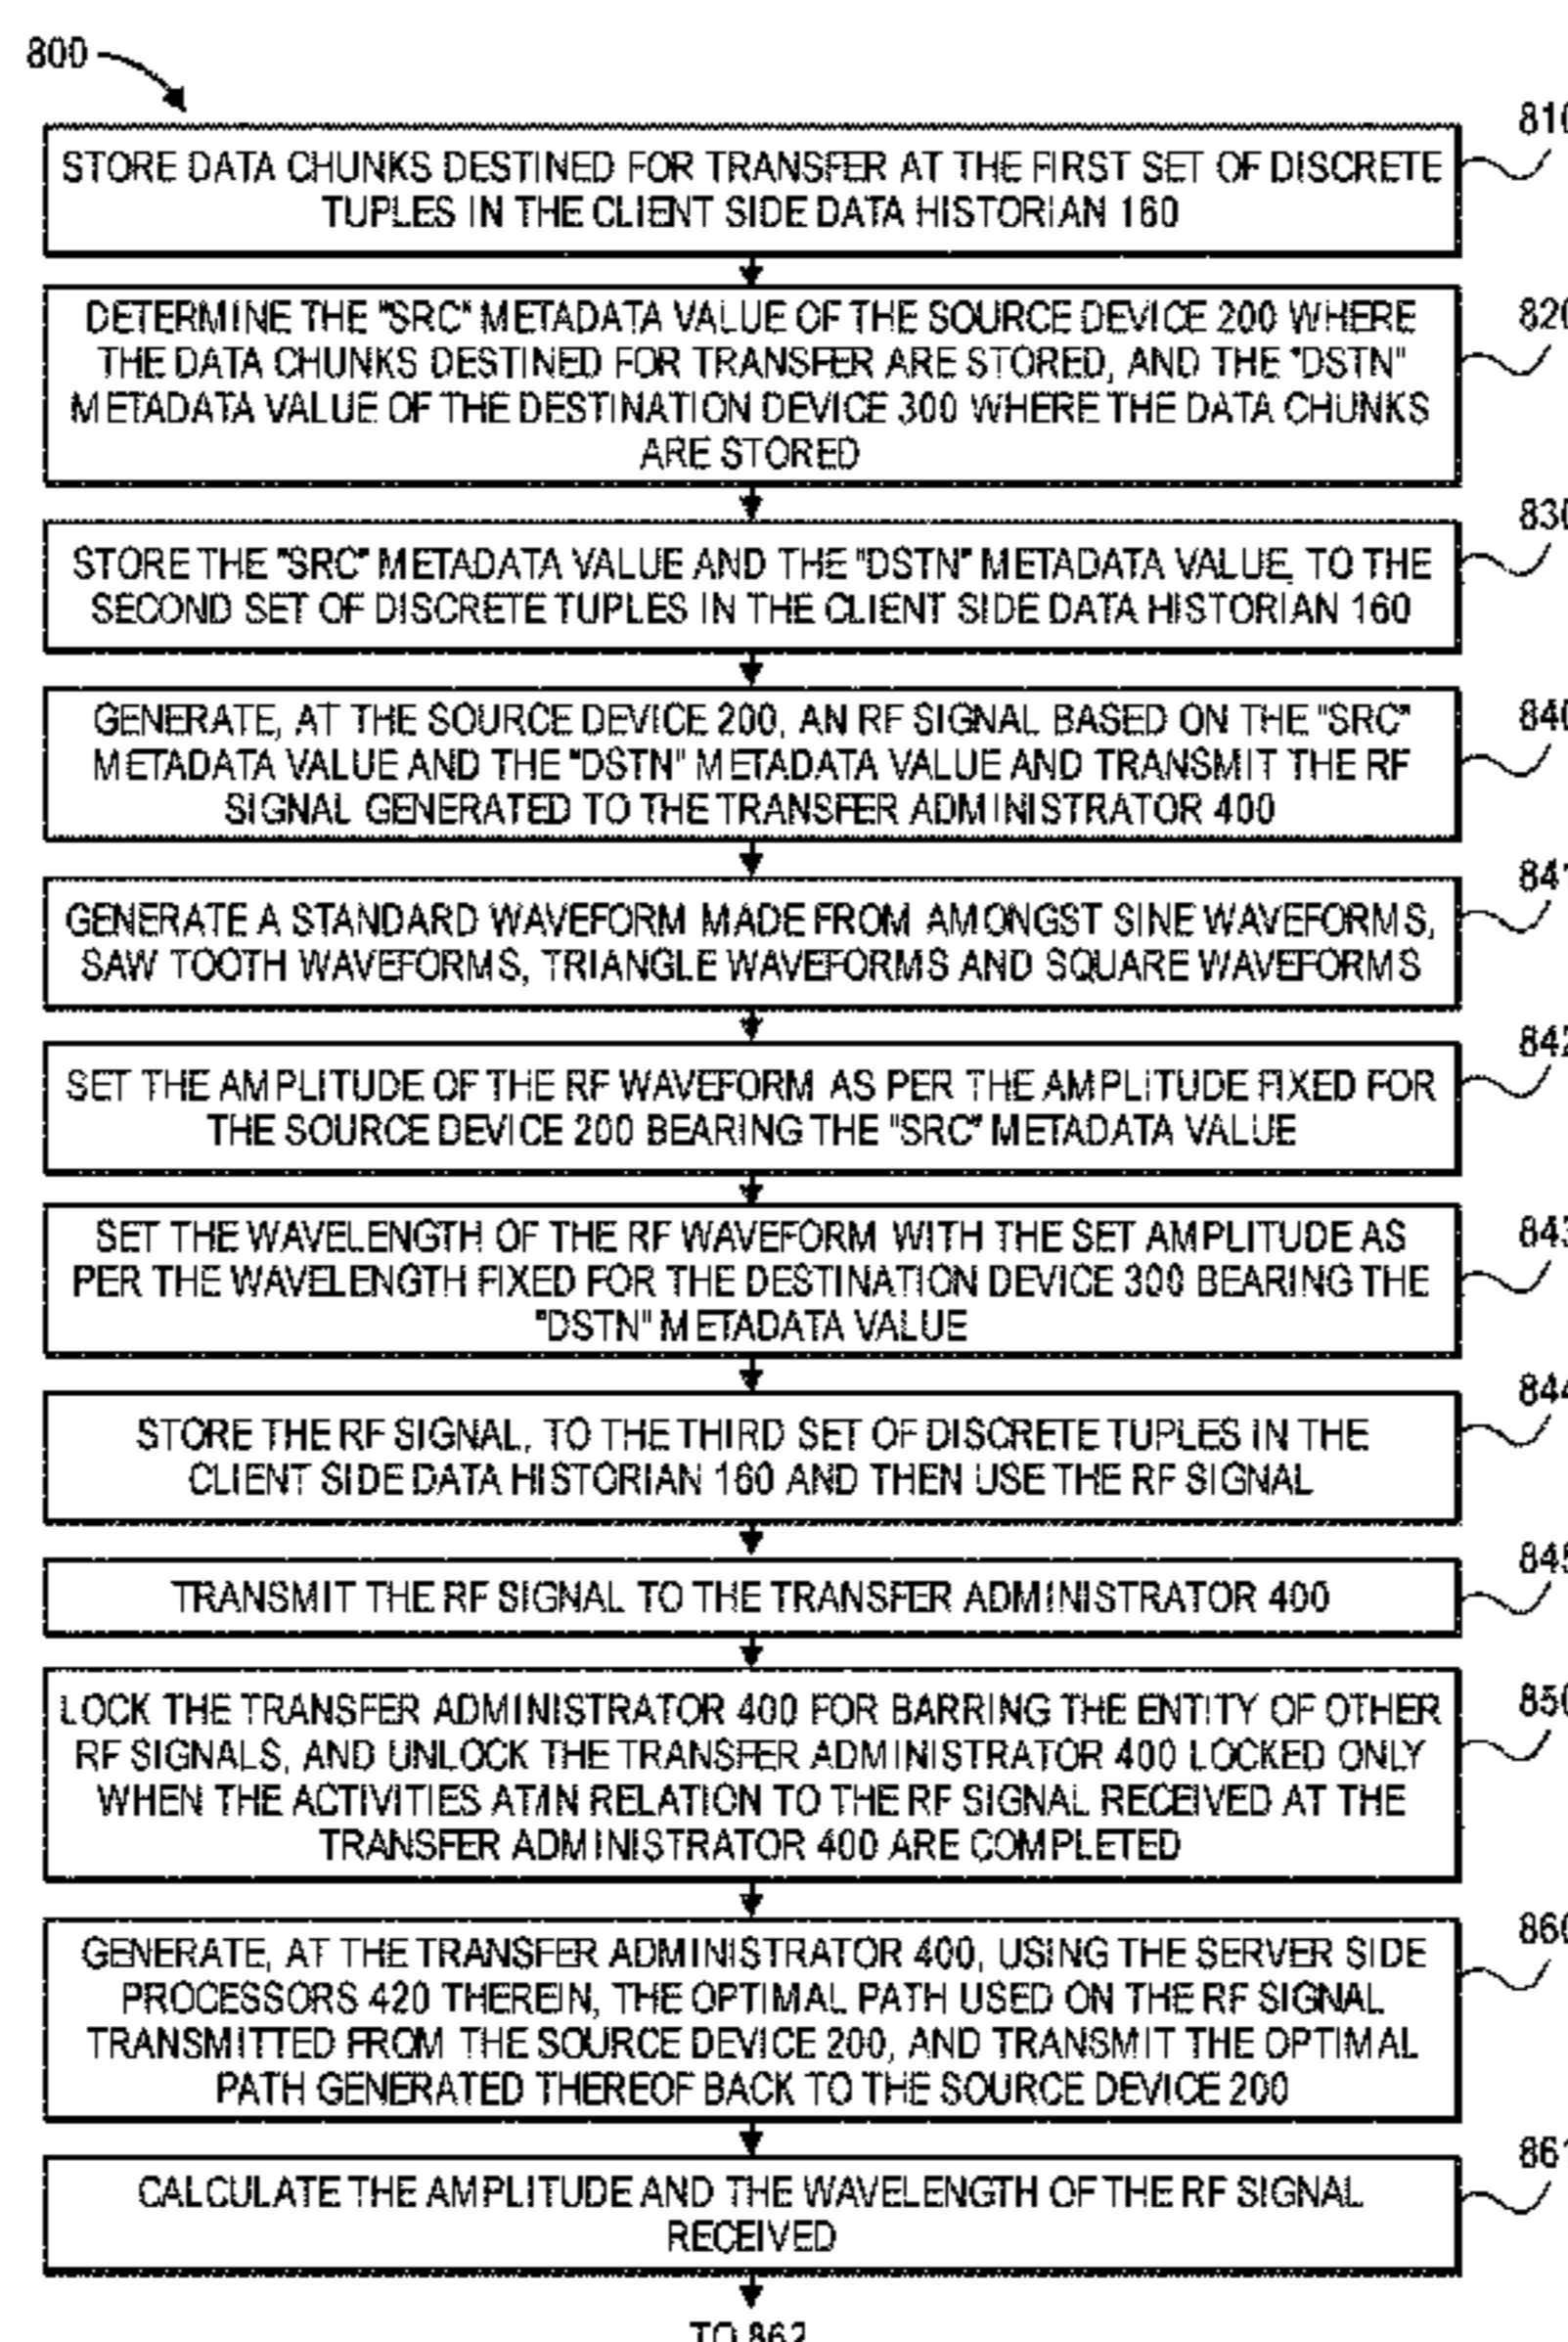 800
810
STORE DATA CHUNKS DESTINED FOR TRANSFER AT THE FIRST SET OF DISCRETE
TUPLES IN THE CLIENT SIDE DATA HISTORIAN 160
820
DETERMINE THE "SRC" METADATA VALUE OF THE SOURCE DEVICE 200 WHERE
THE DATA CHUNKS DESTINED FOR TRANSFER ARE STORED, AND THE "DSTN"
METADATA VALUE OF THE DESTINATION DEVICE 300 WHERE THE DATA CHUNKS
ARE STORED
830
STORE THE "SRC" METADATA VALUE AND THE "DSTN" METADATA VALUE, TO THE
SECOND SET OF DISCRETE TUPLES IN THE CLIENT SIDE DATA HISTORIAN 160
840
GENERATE, AT THE SOURCE DEVICE 200, AN RF SIGNAL BASED ON THE "SRC"
METADATA VALUE AND THE "DSTN" METADATA VALUE AND TRANSMIT THE RF
SIGNAL GENERATED TO THE TRANSFER ADMINISTRATOR 400
841
GENERATE A STANDARD WAVEFORM MADE FROM AMONGST SINE WAVEFORMS,
SAW TOOTH WAVEFORMS, TRIANGLE WAVEFORMS AND SQUARE WAVEFORMS
842
SET THE AMPLITUDE OF THE RF WAVEFORM AS PER THE AMPLITUDE FIXED FOR
THE SOURCE DEVICE 200 BEARING THE "SRC" METADATA VALUE
843
SET THE WAVELENGTH OF THE RF WAVEFORM WITH THE SET AMPLITUDE AS
PER THE WAVELENGTH FIXED FOR THE DESTINATION DEVICE 300 BEARING THE
"DSTN" METADATA VALUE
844
STORE THE RF SIGNAL, TO THE THIRD SET OF DISCRETE TUPLES IN THE
CLIENT SIDE DATA HISTORIAN 160 AND THEN USE THE RF SIGNAL
845
TRANSMIT THE RF SIGNAL TO THE TRANSFER ADMINISTRATOR 400
850
LOCK THE TRANSFER ADMINISTRATOR 400 FOR BARRING THE ENTITY OF OTHER
RF SIGNALS, AND UNLOCK THE TRANSFER ADMINISTRATOR 400 LOCKED ONLY
WHEN THE ACTIVITIES AT/IN RELATION TO THE RF SIGNAL RECEIVED AT THE
TRANSFER ADMINISTRATOR 400 ARE COMPLETED
860
GENERATE, AT THE TRANSFER ADMINISTRATOR 400, USING THE SERVER SIDE
PROCESSORS 420 THEREIN, THE OPTIMAL PATH USED ON THE RF SIGNAL
TRANSMITTED FROM THE SOURCE DEVICE 200, AND TRANSMIT THE OPTIMAL
PATH GENERATED THEREOF BACK TO THE SOURCE DEVICE 200
861
CALCULATE THE AMPLITUDE AND THE WAVELENGTH OF THE RF SIGNAL
RECEIVED
TO 862